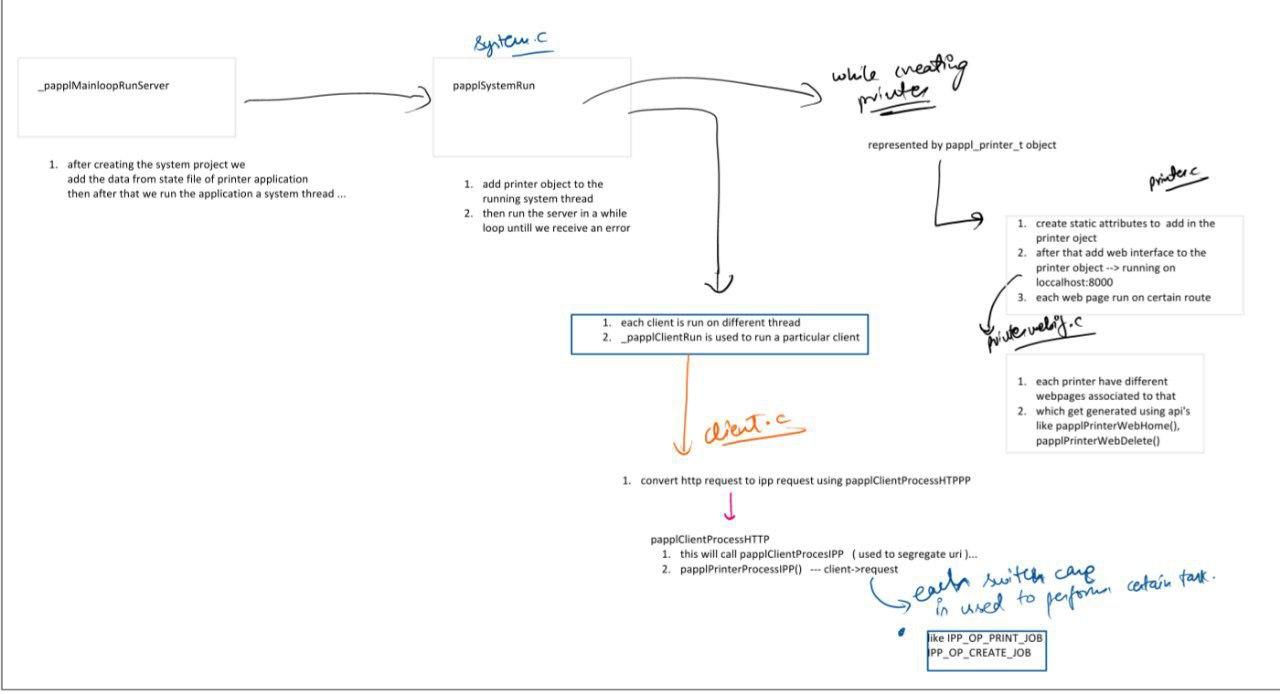 system.c
_papplMainloopRunServer
papplSystemRun
while creating
printer
represented by pappl_printer_t object
1. after creating the system project we
add the data from state file of printer application
then after that we run the application a system thread ...
1. add printer object to the
running system thread
2. then run the server in a while
loop untill we receive an error
printer.c
1. create static attributes to add in the
printer oject
2. after that add web interface to the
printer object --> running on
loccalhost:8000
3. each web page run on certain route
printerwebif.c
1. each printer have different
webpages associated to that
2. which get generated using api's
like papplPrinterWebHome(),
papplPrinterWebDelete()
1. each client is run on different thread
2. _papplClientRun is used to run a particular client
client.c
1. convert http request to ipp request using papplClientProcessHTPPP
papplClientProcessHTTP
1. this will call papplClientProcesIPP ( used to segregate uri )...
2. papplPrinterProcessIPP() --- client->request
each switch case
in used to perform certain task.
like IPP_OP_PRINT_JOB
IPP_OP_CREATE_JOB